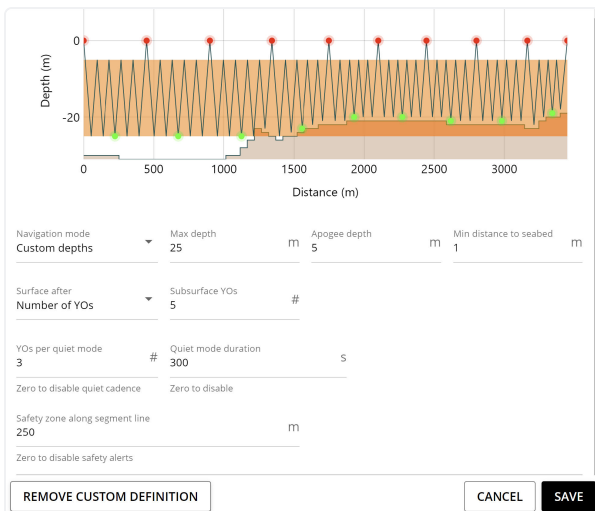 0
-20
Depth (m)
0 500 1000 1500 2000 2500 3000
Distance (m)
Navigation mode Max depth Apogee depth Min distance to seabed
Custom depths 25 m 5 m 1 m
Surface after Subsurface YOs
Number of YOs 5 #
YOs per quiet mode Quiet mode duration
3 # 300 s
Zero to disable quiet cadence Zero to disable
Safety zone along segment line
250 m
Zero to disable safety alerts
REMOVE CUSTOM DEFINITION CANCEL SAVE